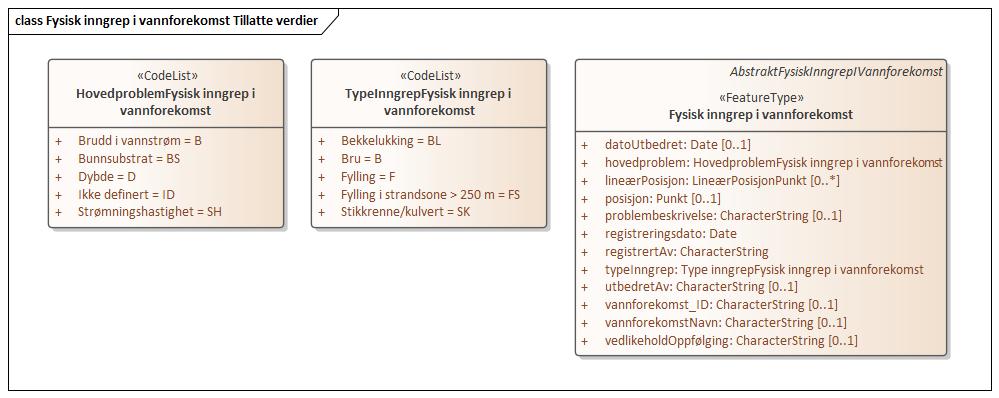 class Fysisk inngrep i vannforekomst Tillatte verdier
«CodeList»
HovedproblemFysisk inngrep i
vannforekomst
+ Brudd i vannstrøm = B
+ Bunnsubstrat = BS
+ Dybde = D
+ Ikke definert = ID
+ Strømningshastighet = SH
«CodeList»
TypeInngrepFysisk inngrep i
vannforekomst
+ Bekkelukking = BL
+ Bru = B
+ Fylling = F
+ Fylling i strandsone > 250 m = FS
+ Stikkrenne/kulvert = SK
AbstraktFysiskInngrepIVannforekomst
«FeatureType»
Fysisk inngrep i vannforekomst
+ datoUtbedret: Date [0..1]
+ hovedproblem: HovedproblemFysisk inngrep i vannforekomst
+ lineærPosisjon: LineærPosisjonPunkt [0..*]
+ posisjon: Punkt [0..1]
+ problembeskrivelse: CharacterString [0..1]
+ registreringsdato: Date
+ registrertAv: CharacterString
+ typeInngrep: Type inngrepFysisk inngrep i vannforekomst
+ utbedretAv: CharacterString [0..1]
+ vannforekomst_ID: CharacterString [0..1]
+ vannforekomstNavn: CharacterString [0..1]
+ vedlikeholdOppfølging: CharacterString [0..1]